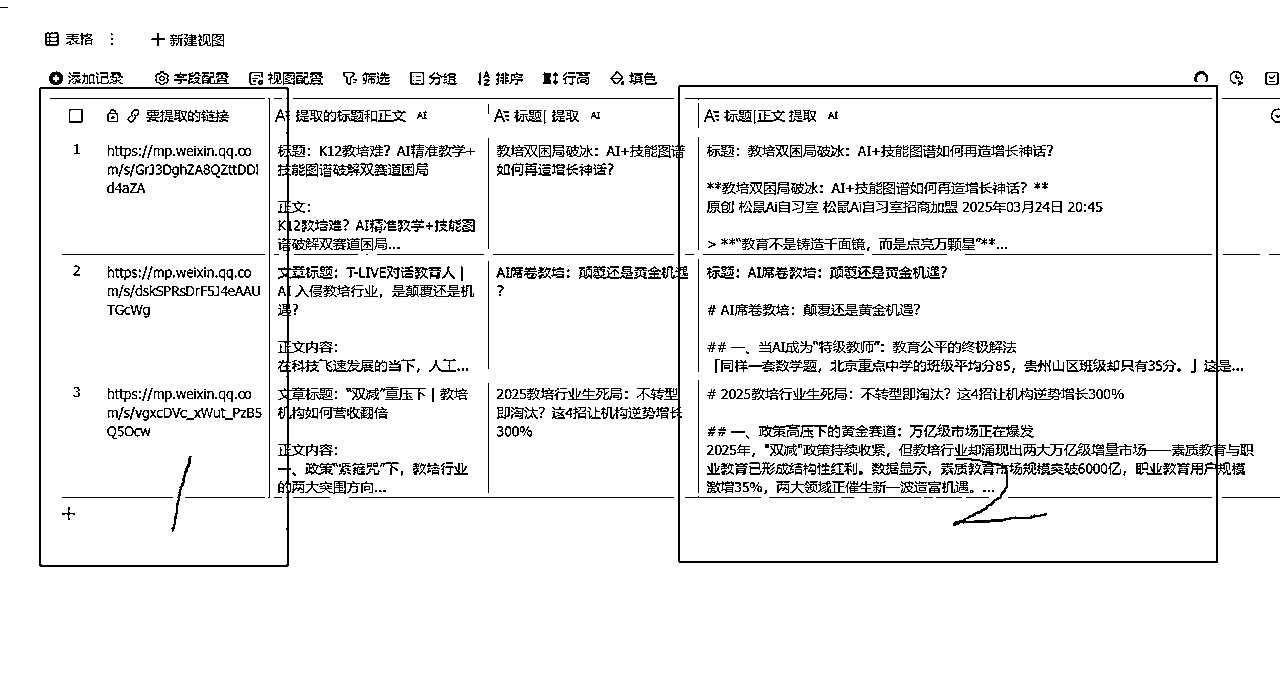 表格 ⋮ 十 新建视图
添加记录 字段配置 视图配置 筛选 分组 排序 行高 填色
要提取的链接 提取的标题和正文 AI 标题| 提取 AI 标题|正文 提取 AI
1
https://mp.weixin.qq.co
标题：K12教培难？AI精准教学+
技能图谱破解双赛道困局
正文：
K12教培难？AI精准教学+技能图
谱破解双赛道困局...
教培双困局破冰：AI+技能图谱
如何再造增长神话？
标题：教培双困局破冰：AI+技能图谱如何再造增长神话？
**教培双困局破冰：AI+技能图谱如何再造增长神话？**
原创 松鼠Ai自习室 松鼠Ai自习室招商加盟 2025年03月24日 20:45
> **“教育不是铸造千面镜，而是点亮万颗星”**...
2
https://mp.weixin.qq.co
m/s/dskSPRsDrF5J4eAAU
TGcWg
文章标题：T-LIVE对话教育人 |
AI 入侵教培行业，是颠覆还是机
遇？
正文内容：
在科技飞速发展的当下，人工...
AI席卷教培：颠覆还是黄金机遇
？
标题：AI席卷教培：颠覆还是黄金机遇？
# AI席卷教培：颠覆还是黄金机遇？
## 一、当AI成为“特级教师”：教育公平的终极解法
「同样一套数学题，北京重点中学的班级平均分85，贵州山区班级却只有35分。」这是...
3
https://mp.weixin.qq.co
m/s/vgxcDVc_xWut_PzB5
Q5Ocw
文章标题：“双减”重压下 | 教培
机构如何营收翻倍
正文内容：
一、政策“紧箍咒”下，教培行业
的两大突围方向...
2025教培行业生死局：不转型
即淘汰？这4招让机构逆势增长
300%
# 2025教培行业生死局：不转型即淘汰？这4招让机构逆势增长300%
## 一、政策高压下的黄金赛道：万亿级市场正在爆发
2025年，"双减"政策持续收紧，但教培行业却涌现出两大万亿级增量市场——素质教育与职
业教育已形成结构性红利。数据显示，素质教育市场规模突破6000亿，职业教育用户规模
激增35%，两大领域正催生新一波造富机遇。...
1
2